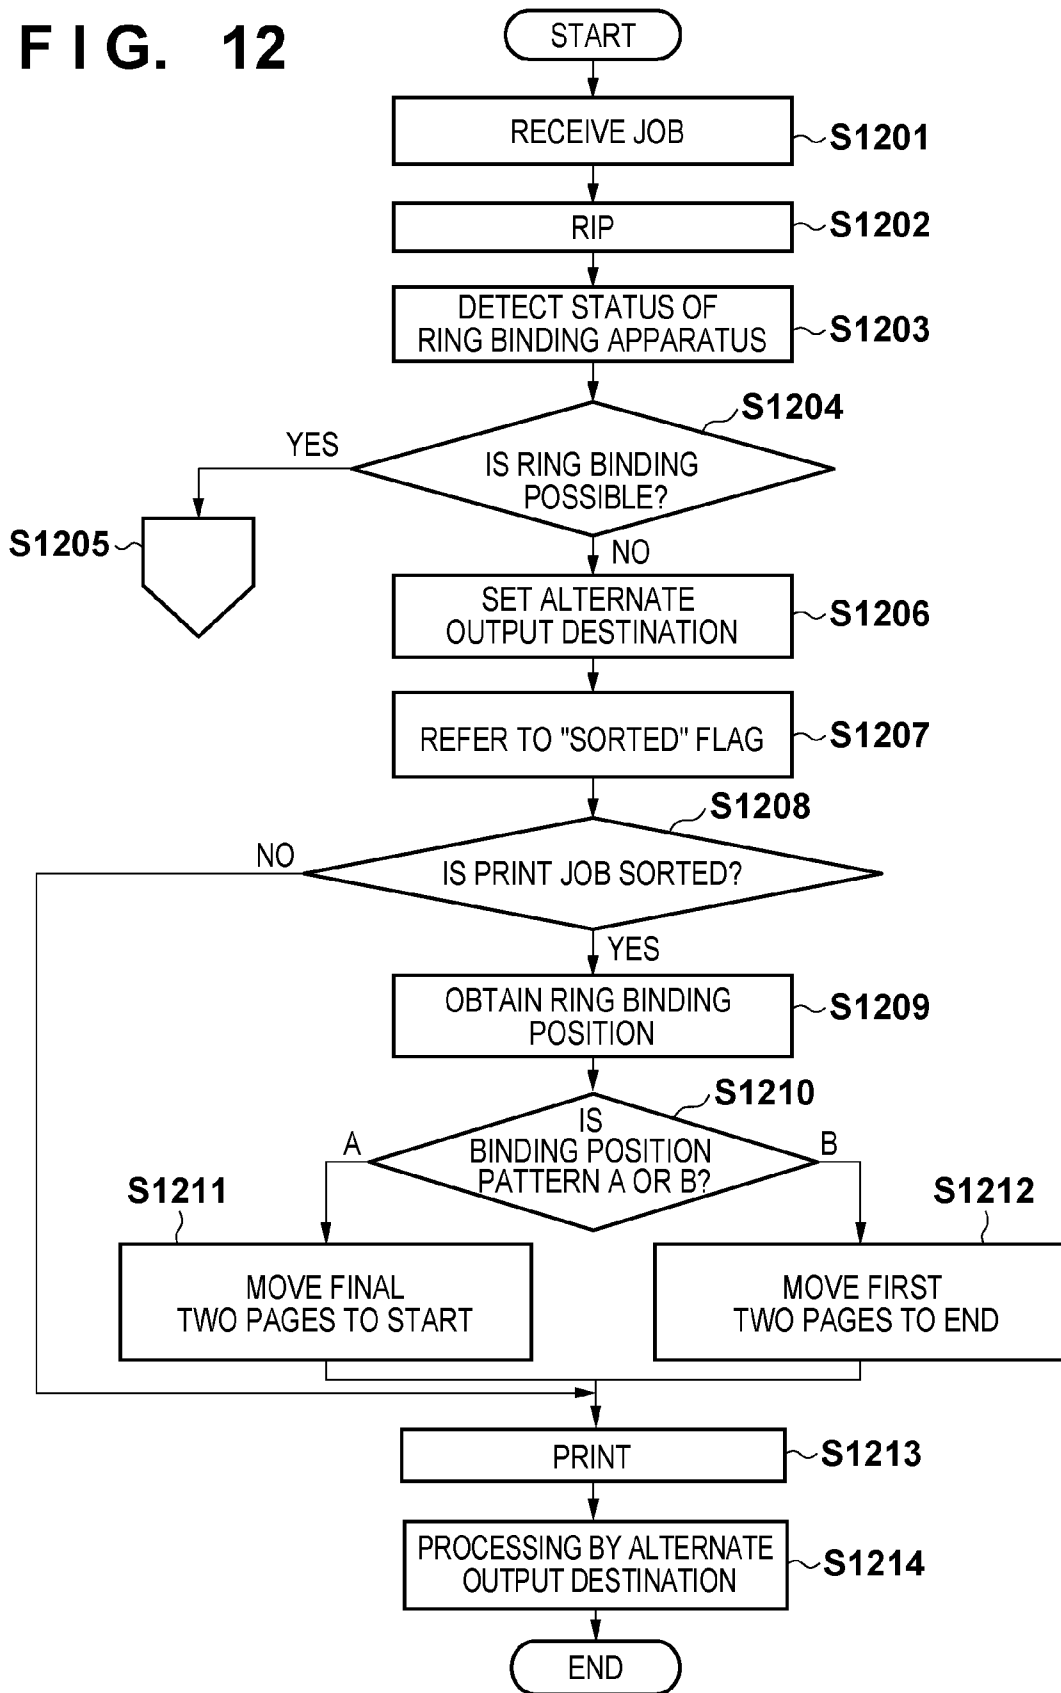 FIG. 12
START
RECEIVE JOB
S1201
RIP
S1202
DETECT STATUS OF
RING BINDING APPARATUS
S1203
S1204
YES
IS RING BINDING
POSSIBLE?
S1205
NO
SET ALTERNATE
OUTPUT DESTINATION
S1206
REFER TO "SORTED" FLAG
S1207
S1208
NO
IS PRINT JOB SORTED?
YES
OBTAIN RING BINDING
POSITION
S1209
S1210
A
IS
BINDING POSITION
PATTERN A OR B?
B
S1211
S1212
MOVE FINAL
TWO PAGES TO START
MOVE FIRST
TWO PAGES TO END
PRINT
S1213
PROCESSING BY ALTERNATE
OUTPUT DESTINATION
S1214
END